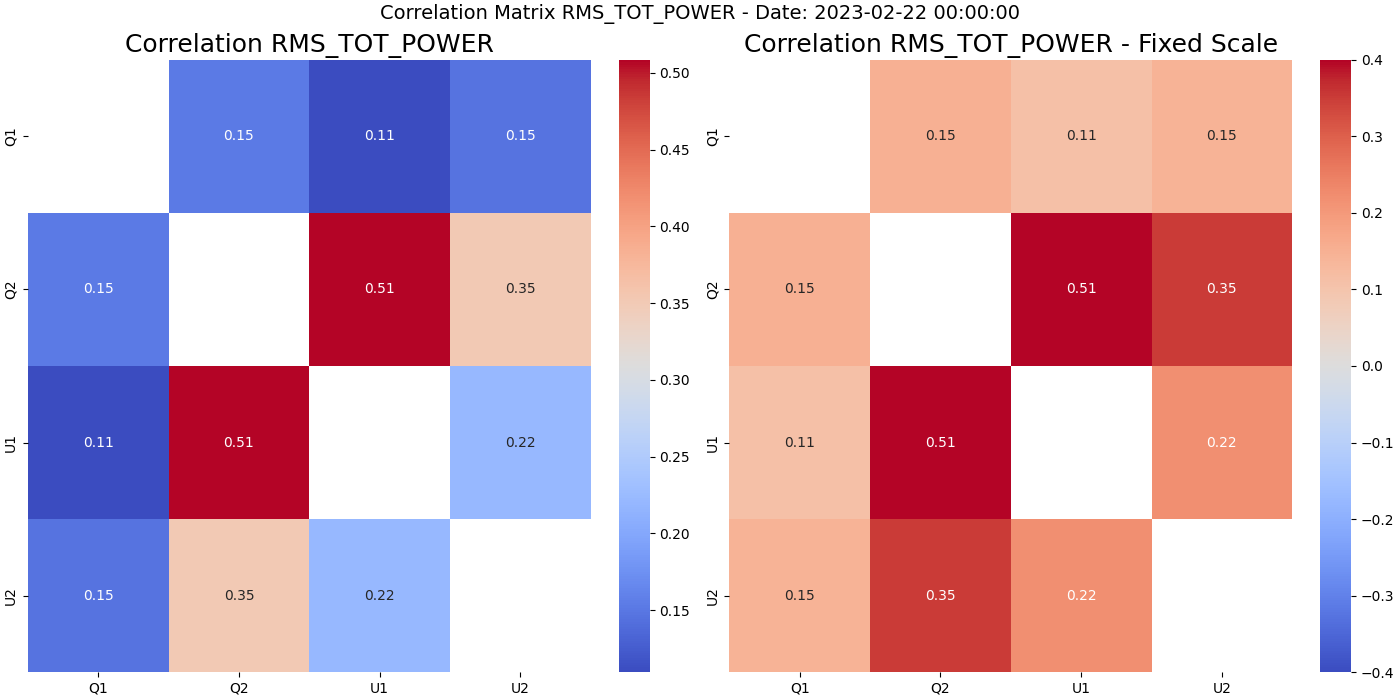 Correlation Matrix RMS_TOT_POWER - Date: 2023-02-22 00:00:00
Correlation RMS_TOT_POWER
Q1
0.15
0.11
0.15
Q2
0.15
0.51
0.35
U1
0.11
0.51
0.22
U2
0.15
0.35
0.22
Q1
Q2
U1
U2
0.50
0.45
0.40
0.35
0.30
0.25
0.20
0.15
Correlation RMS_TOT_POWER - Fixed Scale
Q1
0.15
0.11
0.15
Q2
0.15
0.51
0.35
U1
0.11
0.51
0.22
U2
0.15
0.35
0.22
Q1
Q2
U1
U2
0.4
0.3
0.2
0.1
0.0
−0.1
−0.2
−0.3
−0.4